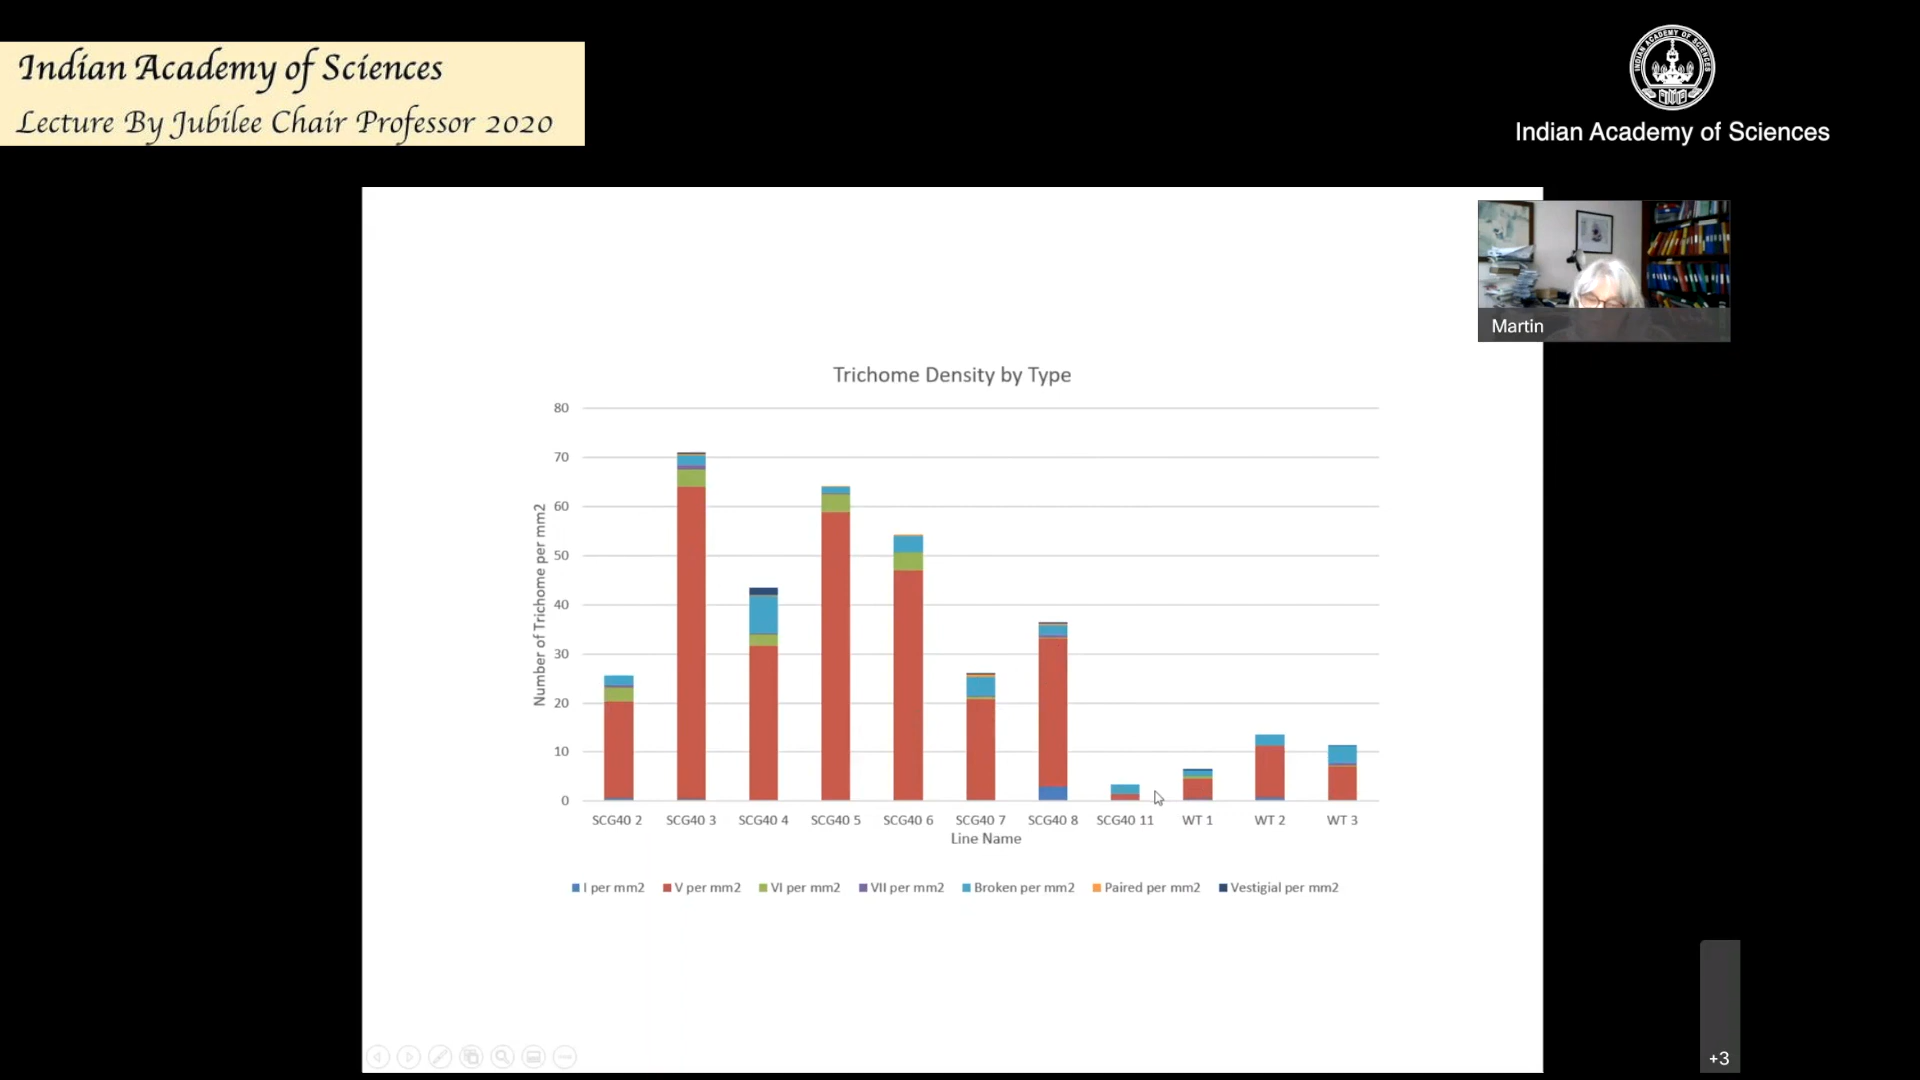 Indian Academy of Sciences
Lecture By Jubilee Chair Professor 2020
Indian Academy of Sciences
Martin
Trichome Density by Type
Number of Trichome per mm2
80
70
60
50
40
30
20
10
0
SCG40 2 SCG40 3 SCG40 4 SCG40 5 SCG40 6 SCG40 7 SCG40 8 SCG40 11 WT 1 WT 2 WT 3
Line Name
I per mm2 V per mm2 VI per mm2 VII per mm2 Broken per mm2 Paired per mm2 Vestigial per mm2
+3